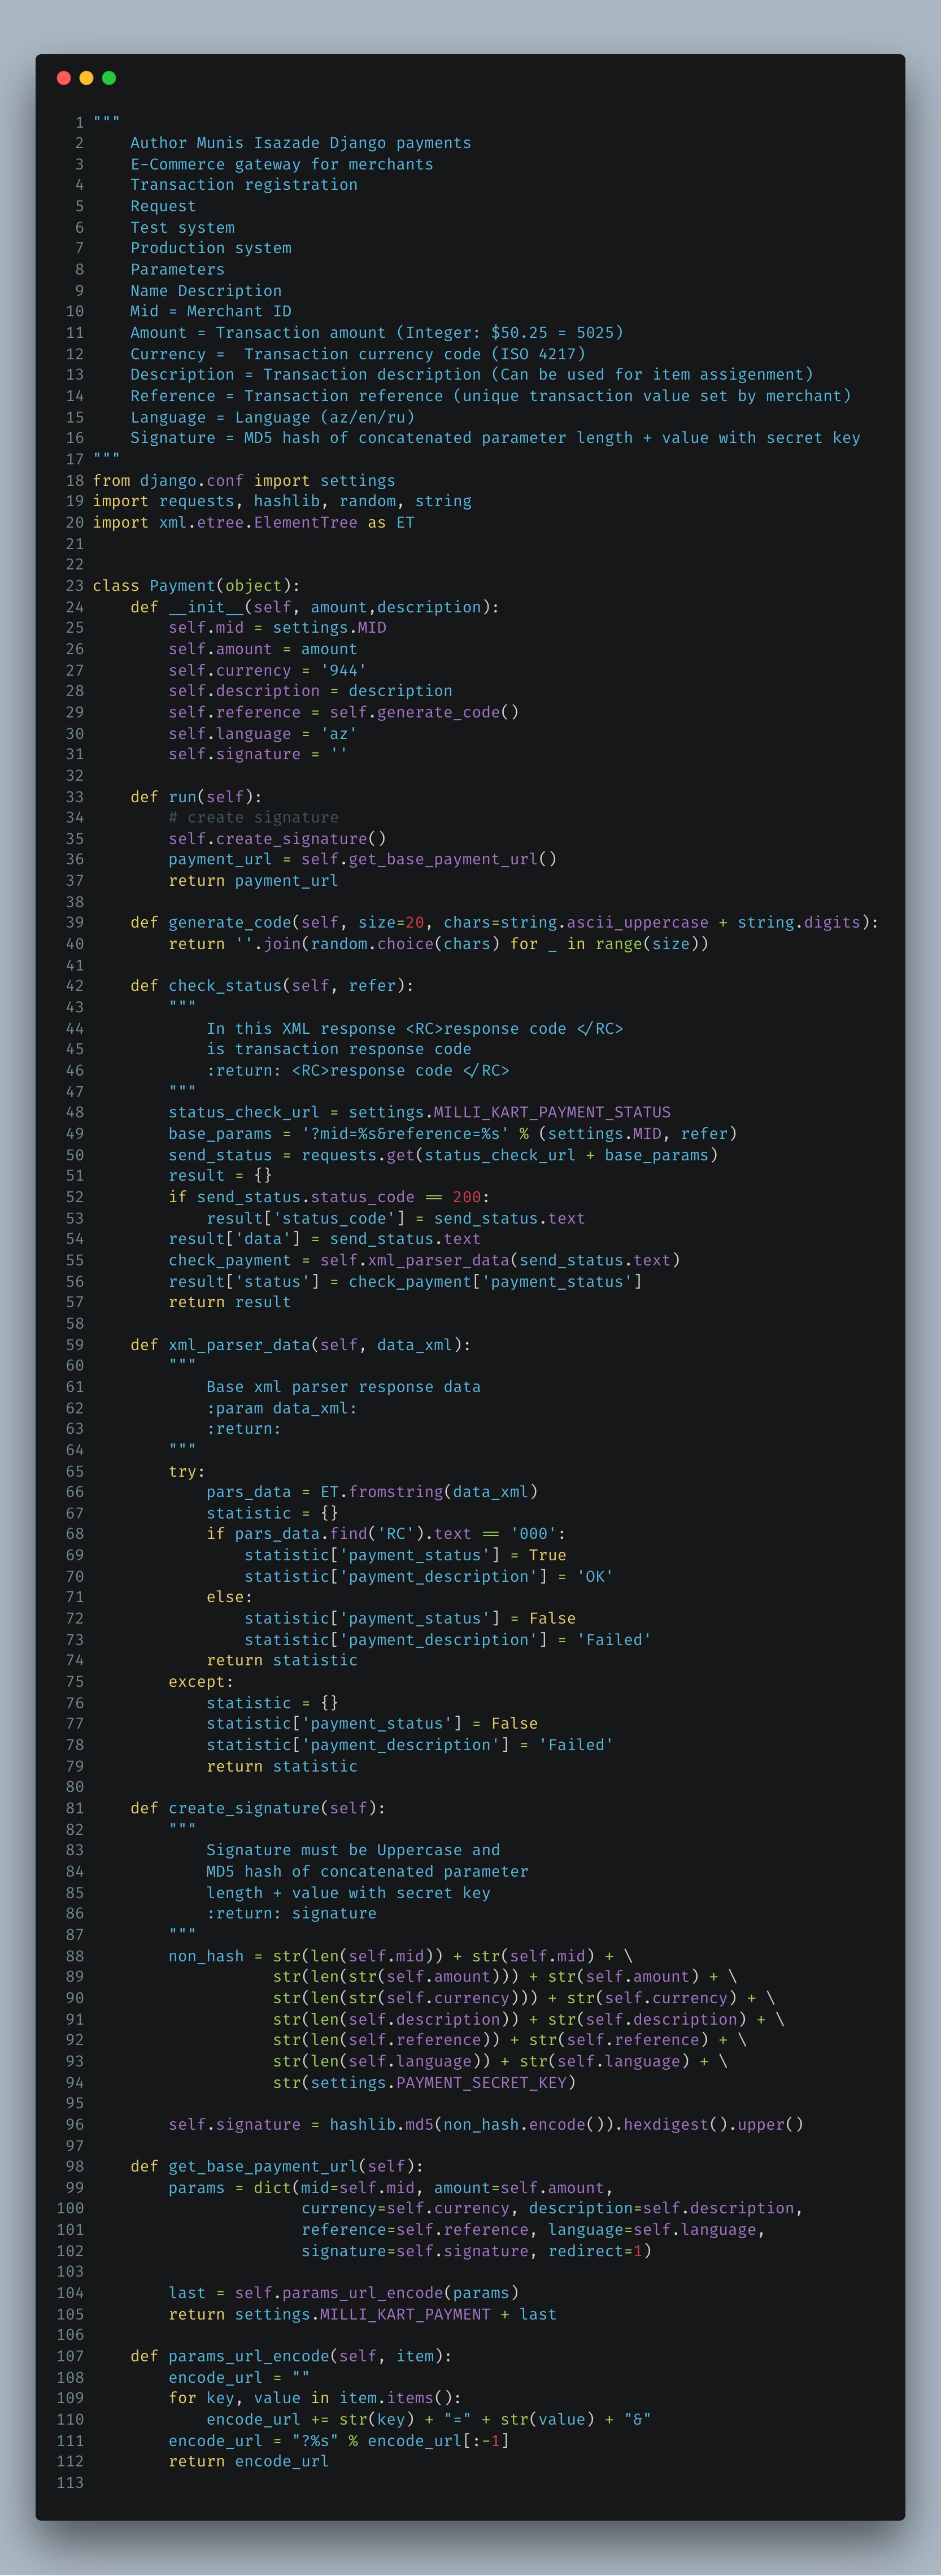 1 """
2     Author Munis Isazade Django payments
3     E-Commerce gateway for merchants
4     Transaction registration
5     Request
6     Test system
7     Production system
8     Parameters
9     Name Description
10     Mid = Merchant ID
11     Amount = Transaction amount (Integer: $50.25 = 5025)
12     Currency =  Transaction currency code (ISO 4217)
13     Description = Transaction description (Can be used for item assigenment)
14     Reference = Transaction reference (unique transaction value set by merchant)
15     Language = Language (az/en/ru)
16     Signature = MD5 hash of concatenated parameter length + value with secret key
17 """
18 from django.conf import settings
19 import requests, hashlib, random, string
20 import xml.etree.ElementTree as ET
21
22
23 class Payment(object):
24     def __init__(self, amount,description):
25         self.mid = settings.MID
26         self.amount = amount
27         self.currency = '944'
28         self.description = description
29         self.reference = self.generate_code()
30         self.language = 'az'
31         self.signature = ''
32
33     def run(self):
34         # create signature
35         self.create_signature()
36         payment_url = self.get_base_payment_url()
37         return payment_url
38
39     def generate_code(self, size=20, chars=string.ascii_uppercase + string.digits):
40         return ''.join(random.choice(chars) for _ in range(size))
41
42     def check_status(self, refer):
43         """
44             In this XML response <RC>response code </RC>
45             is transaction response code
46             :return: <RC>response code </RC>
47         """
48         status_check_url = settings.MILLI_KART_PAYMENT_STATUS
49         base_params = '?mid=%s&reference=%s' % (settings.MID, refer)
50         send_status = requests.get(status_check_url + base_params)
51         result = {}
52         if send_status.status_code == 200:
53             result['status_code'] = send_status.text
54         result['data'] = send_status.text
55         check_payment = self.xml_parser_data(send_status.text)
56         result['status'] = check_payment['payment_status']
57         return result
58
59     def xml_parser_data(self, data_xml):
60         """
61             Base xml parser response data
62             :param data_xml:
63             :return:
64         """
65         try:
66             pars_data = ET.fromstring(data_xml)
67             statistic = {}
68             if pars_data.find('RC').text == '000':
69                 statistic['payment_status'] = True
70                 statistic['payment_description'] = 'OK'
71             else:
72                 statistic['payment_status'] = False
73                 statistic['payment_description'] = 'Failed'
74             return statistic
75         except:
76             statistic = {}
77             statistic['payment_status'] = False
78             statistic['payment_description'] = 'Failed'
79             return statistic
80
81     def create_signature(self):
82         """
83             Signature must be Uppercase and
84             MD5 hash of concatenated parameter
85             length + value with secret key
86             :return: signature
87         """
88         non_hash = str(len(self.mid)) + str(self.mid) + \
89                    str(len(str(self.amount))) + str(self.amount) + \
90                    str(len(str(self.currency))) + str(self.currency) + \
91                    str(len(self.description)) + str(self.description) + \
92                    str(len(self.reference)) + str(self.reference) + \
93                    str(len(self.language)) + str(self.language) + \
94                    str(settings.PAYMENT_SECRET_KEY)
95
96         self.signature = hashlib.md5(non_hash.encode()).hexdigest().upper()
97
98     def get_base_payment_url(self):
99         params = dict(mid=self.mid, amount=self.amount,
100                       currency=self.currency, description=self.description,
101                       reference=self.reference, language=self.language,
102                       signature=self.signature, redirect=1)
103
104         last = self.params_url_encode(params)
105         return settings.MILLI_KART_PAYMENT + last
106
107     def params_url_encode(self, item):
108         encode_url = ""
109         for key, value in item.items():
110             encode_url += str(key) + "=" + str(value) + "&"
111         encode_url = "?%s" % encode_url[:-1]
112         return encode_url
113